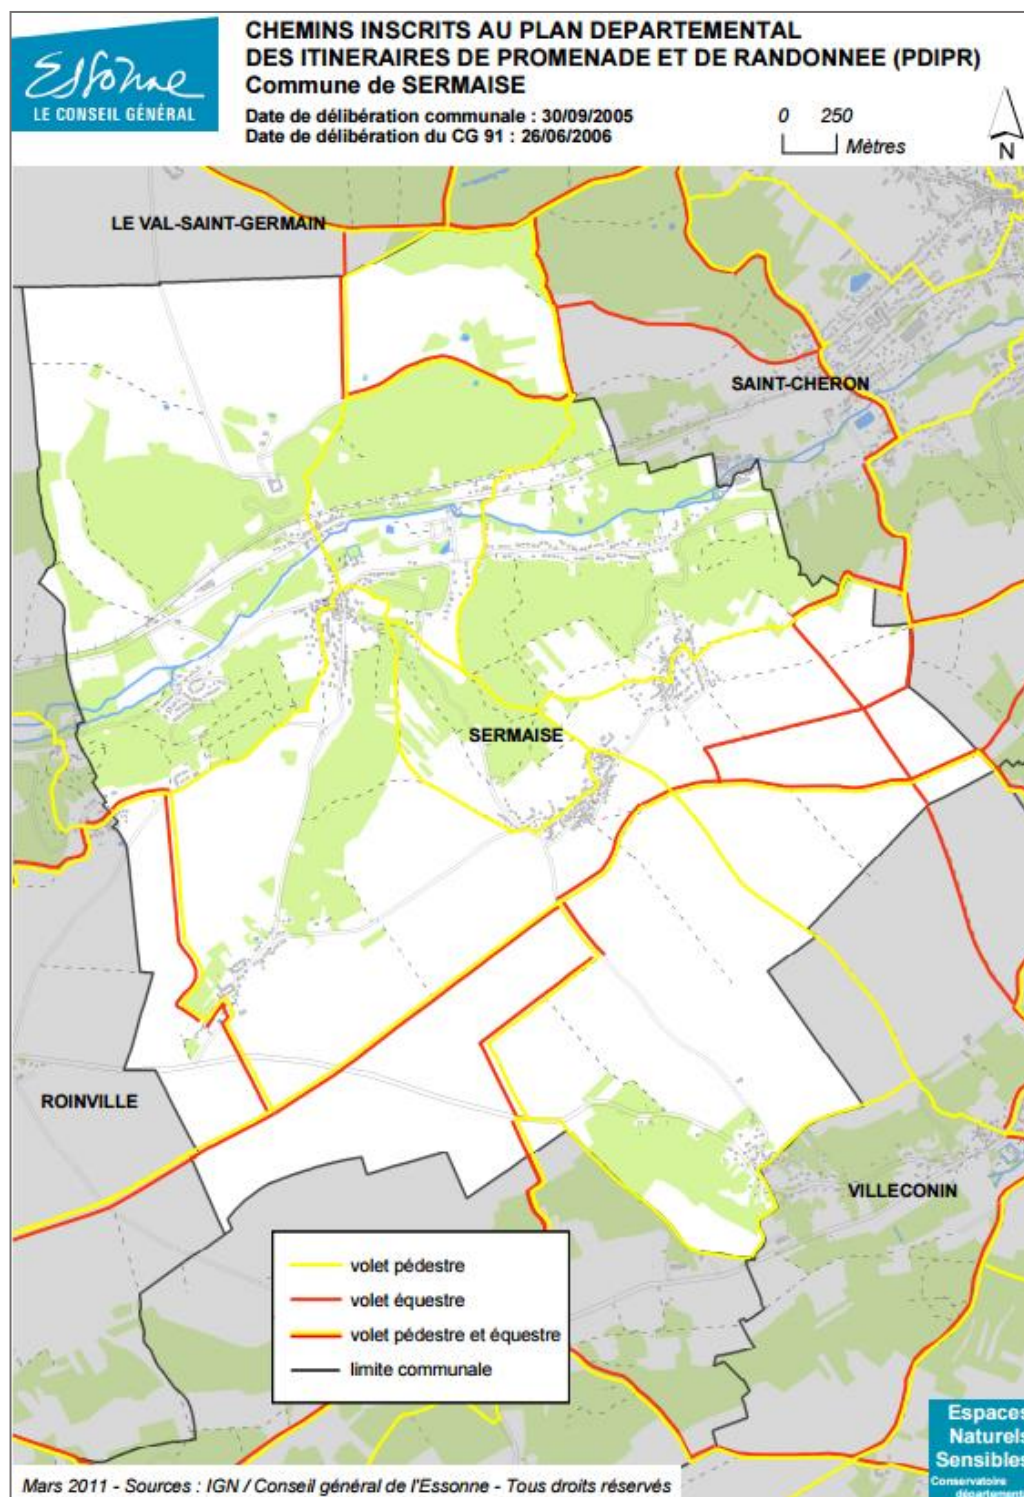 Essonne
LE CONSEIL GÉNÉRAL
CHEMINS INSCRITS AU PLAN DEPARTEMENTAL
DES ITINERAIRES DE PROMENADE ET DE RANDONNEE (PDIPR)
Commune de SERMAISE
Date de délibération communale : 30/09/2005
Date de délibération du CG 91 : 26/06/2006
0 250
Mètres
N
LE VAL-SAINT-GERMAIN
SAINT-CHERON
SERMAISE
ROINVILLE
VILLECONIN
volet pédestre
volet équestre
volet pédestre et équestre
limite communale
Espaces
Naturels
Sensibles
Conservatoire
département
Mars 2011 - Sources : IGN / Conseil général de l'Essonne - Tous droits réservés